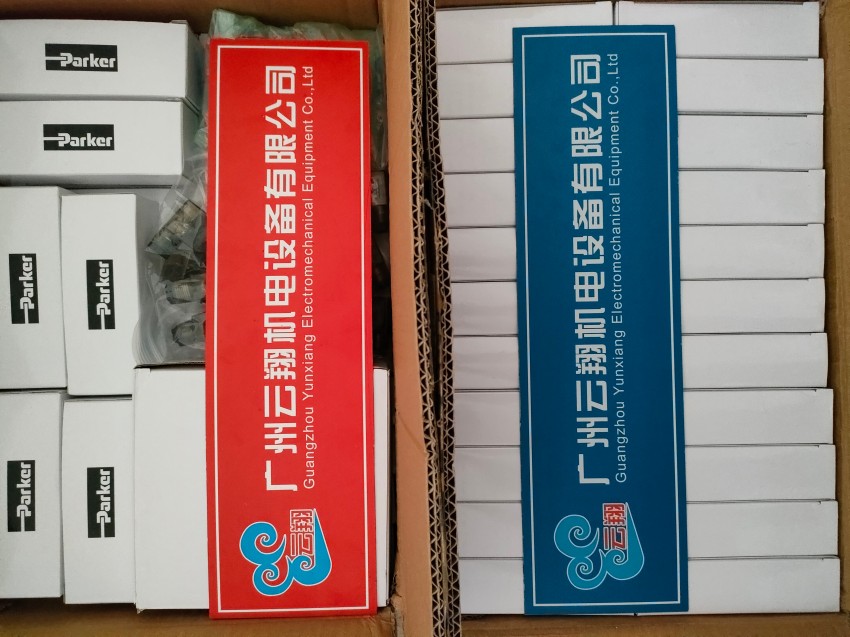 Parker
Parker
Parker
Parker
Parker
Parker
广州云翔机电设备有限公司
Guangzhou Yunxiang Electromechanical Equipment Co.,Ltd
云翔
广州云翔机电设备有限公司
Guangzhou Yunxiang Electromechanical Equipment Co.,Ltd
云翔